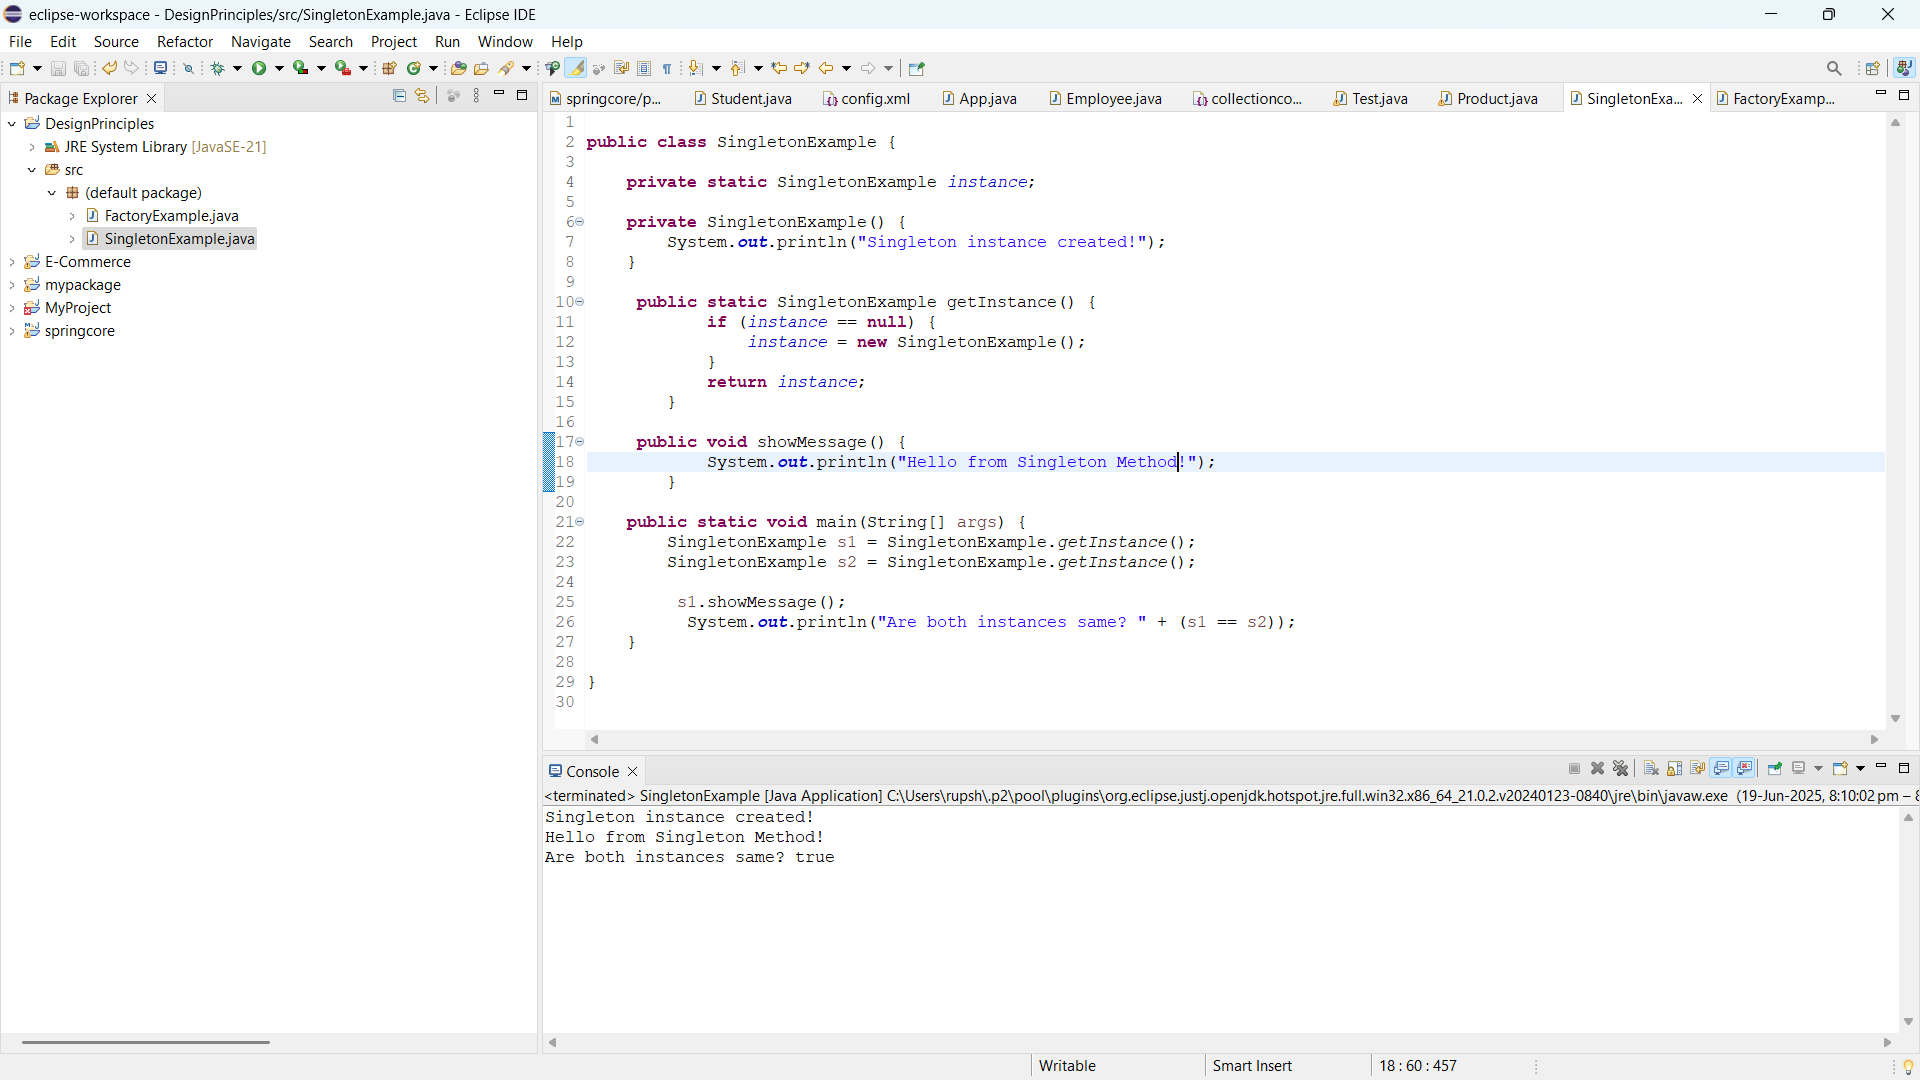 eclipse-workspace - DesignPrinciples/src/SingletonExample.java - Eclipse IDE
File Edit Source Refactor Navigate Search Project Run Window Help
Package Explorer
DesignPrinciples
JRE System Library [JavaSE-21]
src
(default package)
FactoryExample.java
SingletonExample.java
E-Commerce
mypackage
MyProject
springcore
springcore/p... Student.java config.xml App.java Employee.java collectionco... Test.java Product.java SingletonExa... FactoryExamp...
1
2 public class SingletonExample {
3
4 private static SingletonExample instance;
5
6 private SingletonExample() {
7 System.out.println("Singleton instance created!");
8 }
9
10 public static SingletonExample getInstance() {
11 if (instance == null) {
12 instance = new SingletonExample();
13 }
14 return instance;
15 }
16
17 public void showMessage() {
18 System.out.println("Hello from Singleton Method!");
19 }
20
21 public static void main(String[] args) {
22 SingletonExample s1 = SingletonExample.getInstance();
23 SingletonExample s2 = SingletonExample.getInstance();
24
25 s1.showMessage();
26 System.out.println("Are both instances same? " + (s1 == s2));
27 }
28
29 }
30
Console
<terminated> SingletonExample [Java Application] C:\Users\rupsh\.p2\pool\plugins\org.eclipse.justj.openjdk.hotspot.jre.full.win32.x86_64_21.0.2.v20240123-0840\jre\bin\javaw.exe (19-Jun-2025, 8:10:02 pm – 8
Singleton instance created!
Hello from Singleton Method!
Are both instances same? true
Writable Smart Insert 18 : 60 : 457